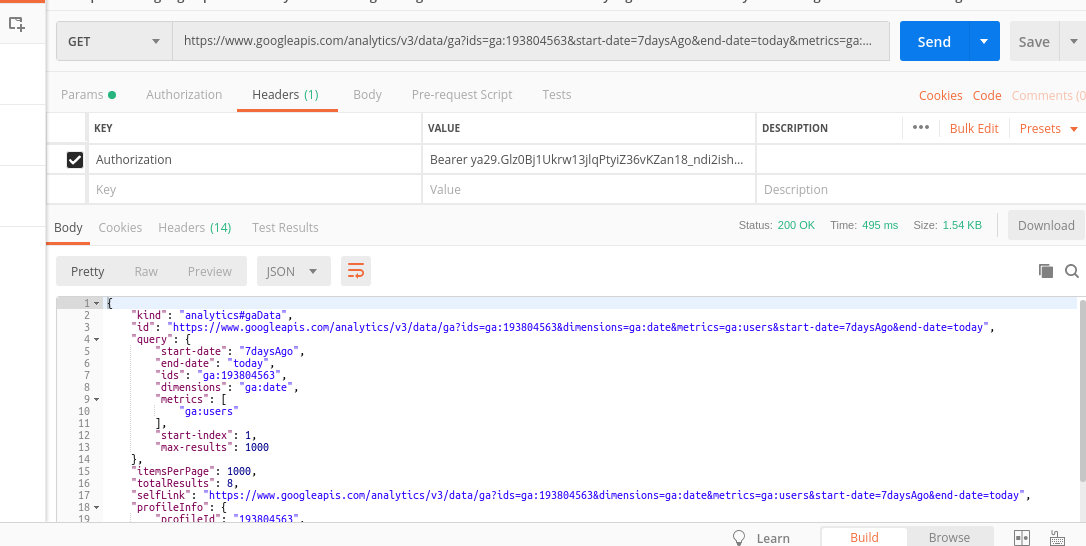 GET https://www.googleapis.com/analytics/v3/data/ga?ids=ga:193804563&start-date=7daysAgo&end-date=today&metrics=ga:... Send Save
Params Authorization Headers (1) Body Pre-request Script Tests Cookies Code Comments (0
KEY VALUE DESCRIPTION ••• Bulk Edit Presets
Authorization Bearer ya29.Glz0Bj1Ukrw13jlqPtyiZ36vKZan18_ndi2ish...
Key Value Description
Body Cookies Headers (14) Test Results Status: 200 OK Time: 495 ms Size: 1.54 KB Download
Pretty Raw Preview JSON
1 {
2 "kind": "analytics#gaData",
3 "id": "https://www.googleapis.com/analytics/v3/data/ga?ids=ga:193804563&dimensions=ga:date&metrics=ga:users&start-date=7daysAgo&end-date=today",
4 "query": {
5 "start-date": "7daysAgo",
6 "end-date": "today",
7 "ids": "ga:193804563",
8 "dimensions": "ga:date",
9 "metrics": [
10 "ga:users"
11 ],
12 "start-index": 1,
13 "max-results": 1000
14 },
15 "itemsPerPage": 1000,
16 "totalResults": 8,
17 "selfLink": "https://www.googleapis.com/analytics/v3/data/ga?ids=ga:193804563&dimensions=ga:date&metrics=ga:users&start-date=7daysAgo&end-date=today",
18 "profileInfo": {
19 "profileId": "193804563",
Learn Build Browse